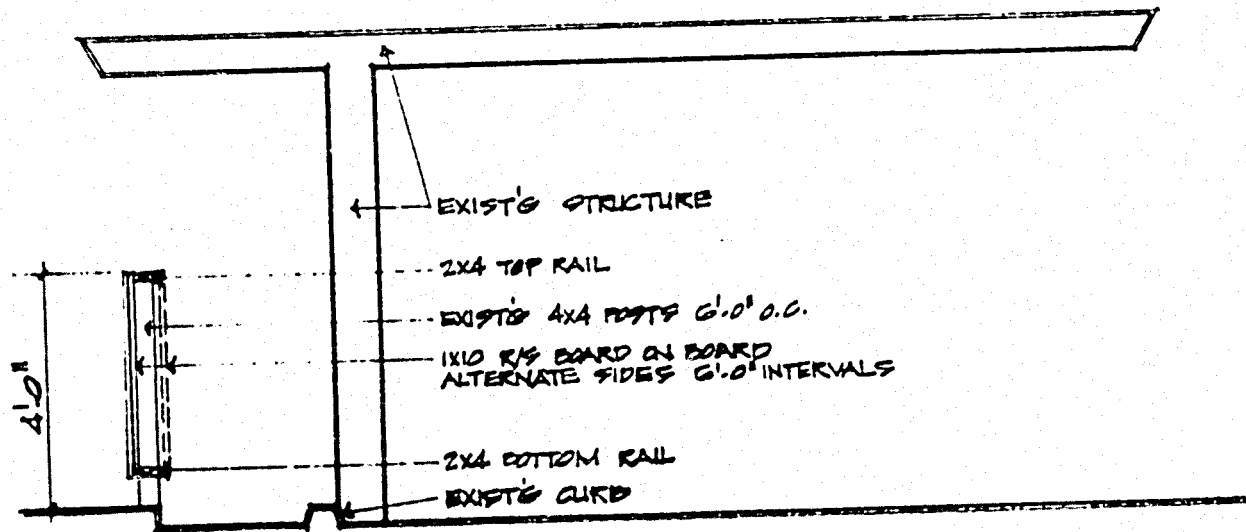 EXIST'G STRUCTURE
2X4 TOP RAIL
EXIST'G 4X4 POSTS 6'-0" O.C.
1X10 R/S BOARD ON BOARD
ALTERNATE SIDES 6'-0" INTERVALS
4'-0"
2X4 BOTTOM RAIL
EXIST'G CURB